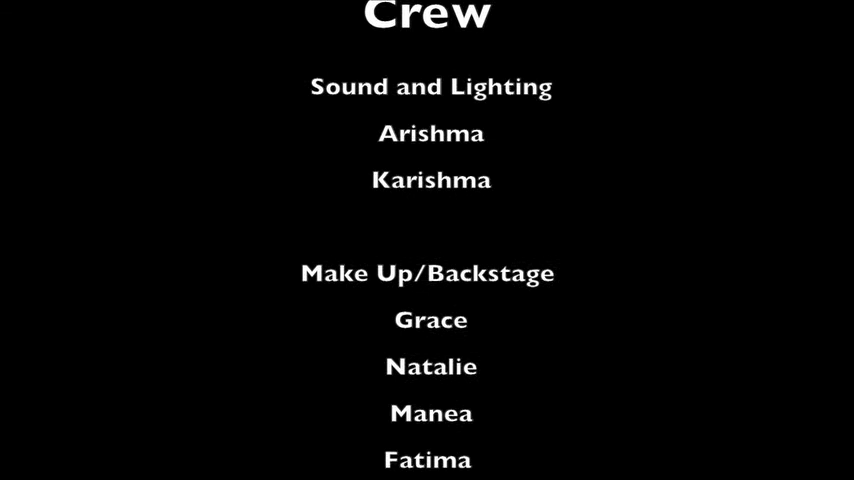 Crew
Sound and Lighting
Arishma
Karishma
Make Up/Backstage
Grace
Natalie
Manea
Fatima